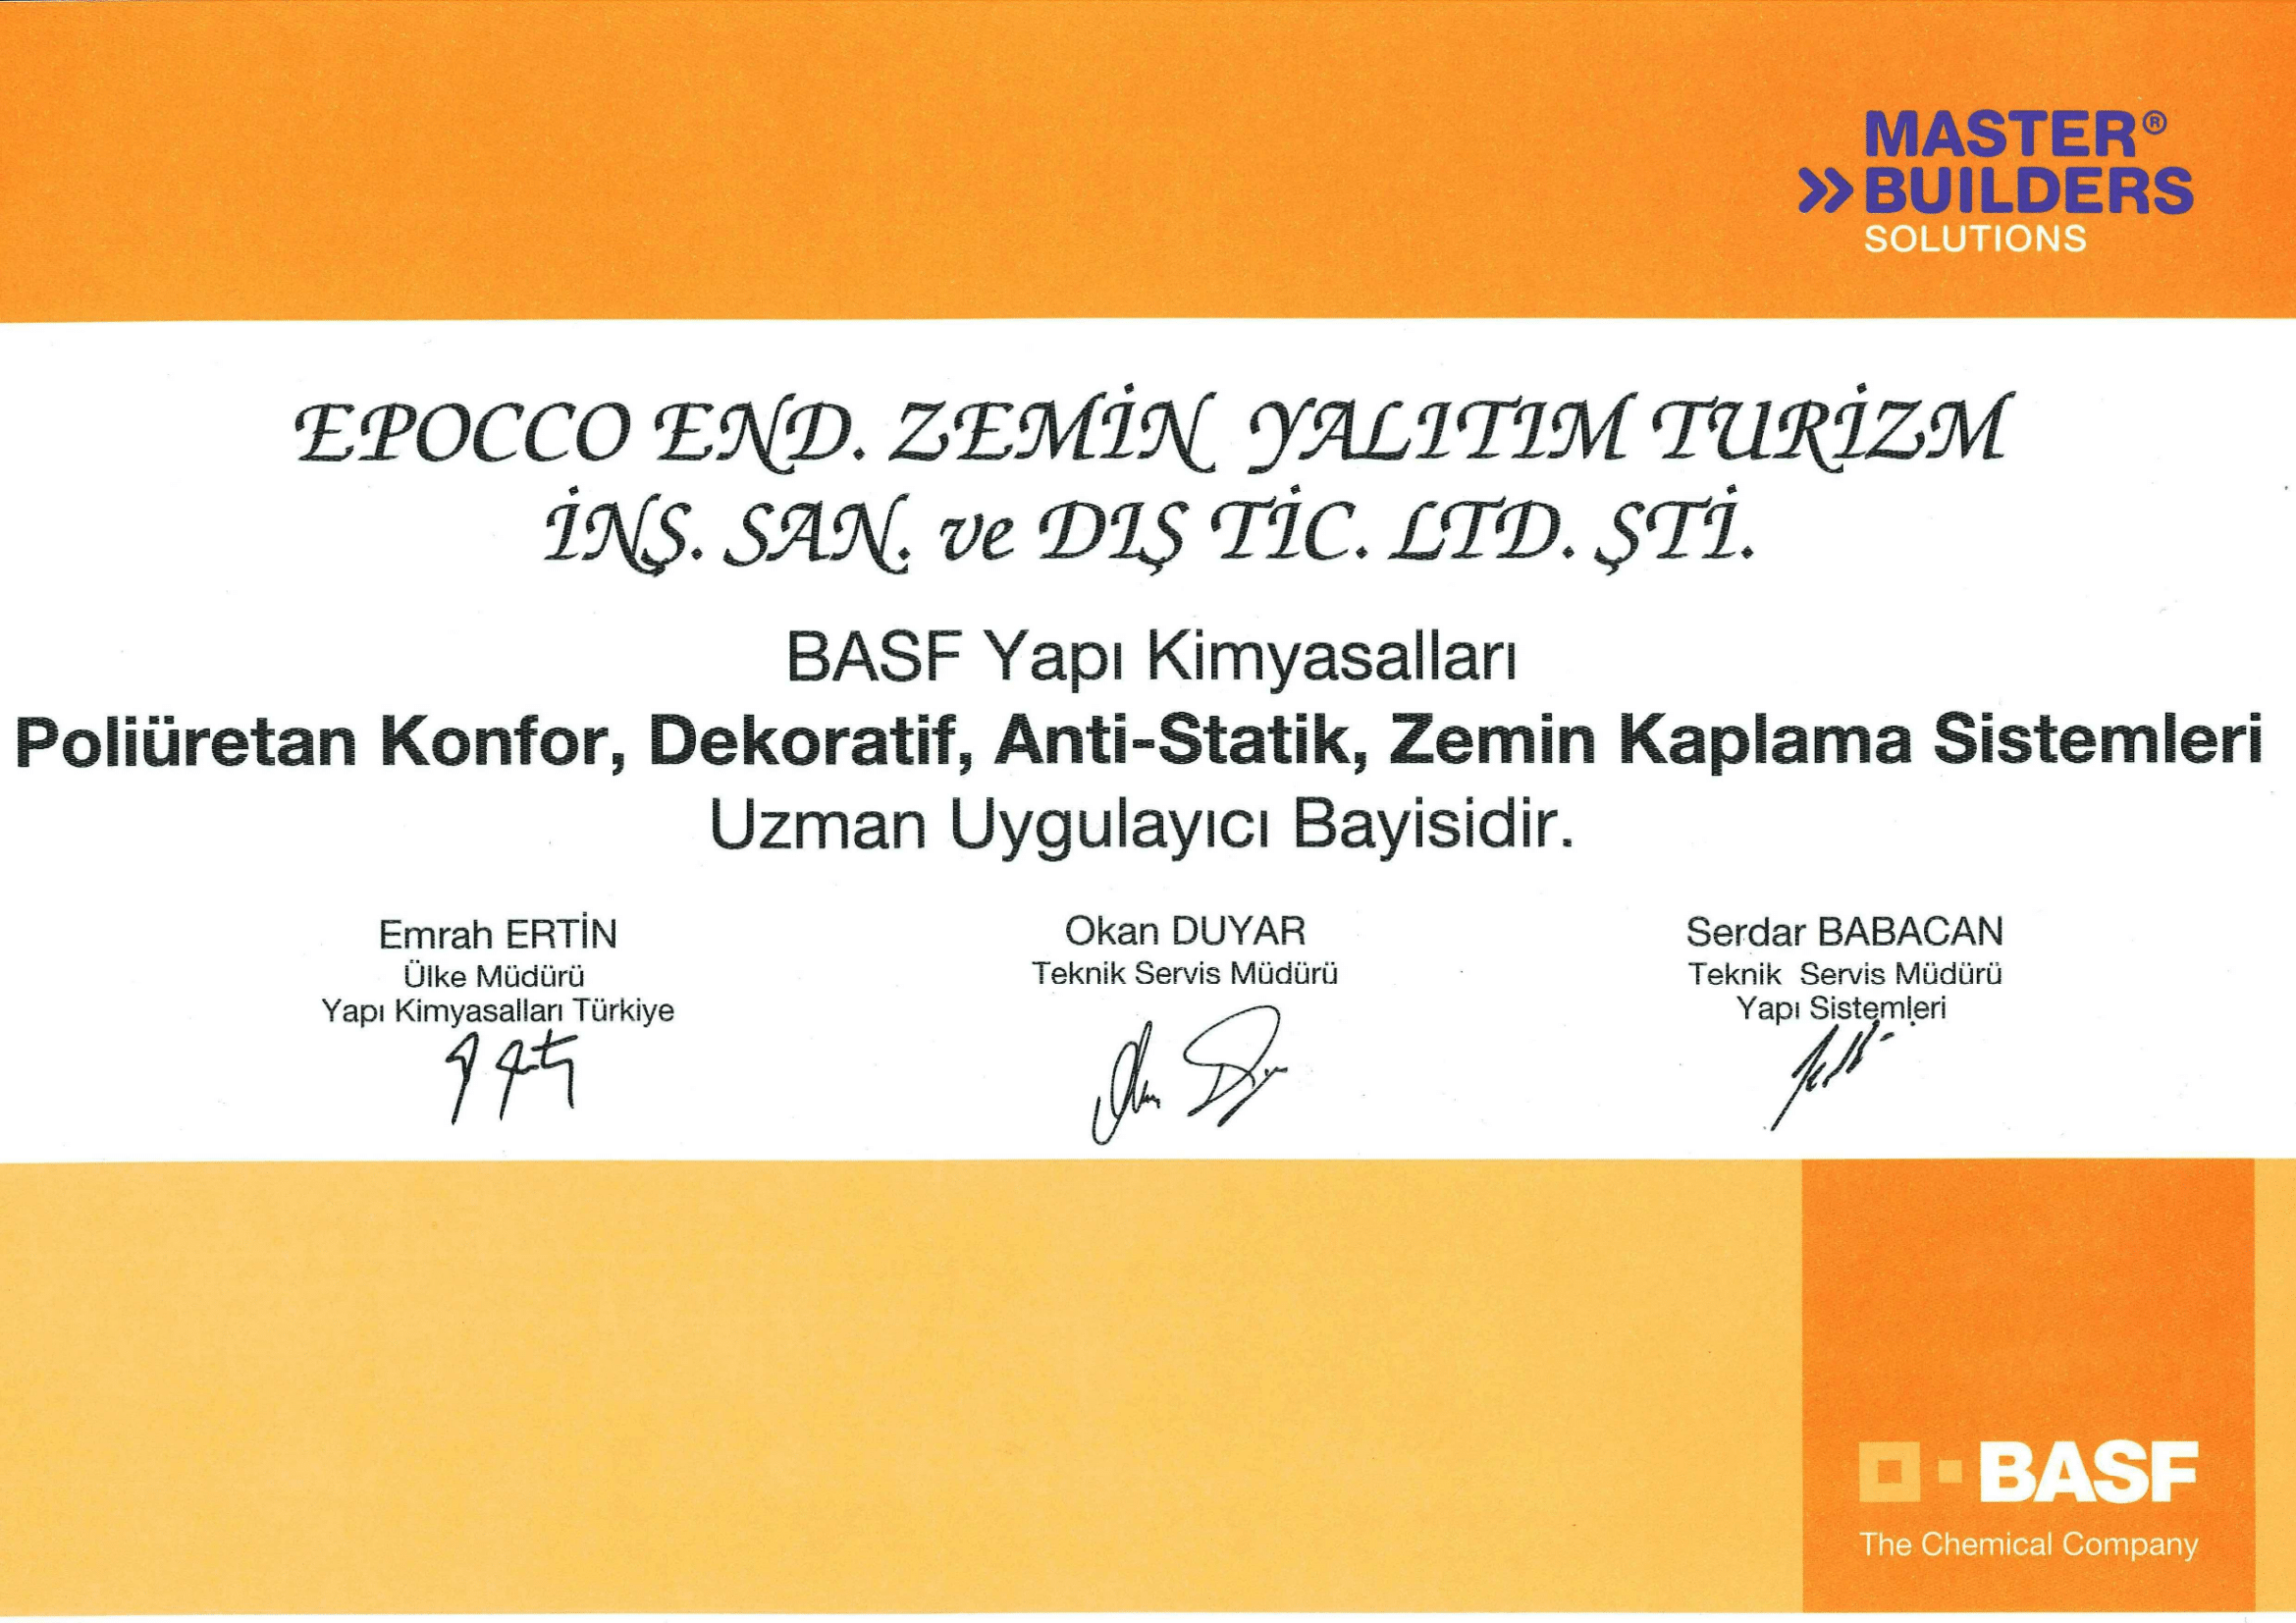 MASTER®
BUILDERS
SOLUTIONS
EPOCCO END. ZEMİN YALITIM TURİZM
İNŞ. SAN. ve DIŞ TİC. LTD. ŞTİ.
BASF Yapı Kimyasalları
Poliüretan Konfor, Dekoratif, Anti-Statik, Zemin Kaplama Sistemleri
Uzman Uygulayıcı Bayisidir.
Emrah ERTİN
Ülke Müdürü
Yapı Kimyasalları Türkiye
Okan DUYAR
Teknik Servis Müdürü
Serdar BABACAN
Teknik Servis Müdürü
Yapı Sistemleri
BASF
The Chemical Company